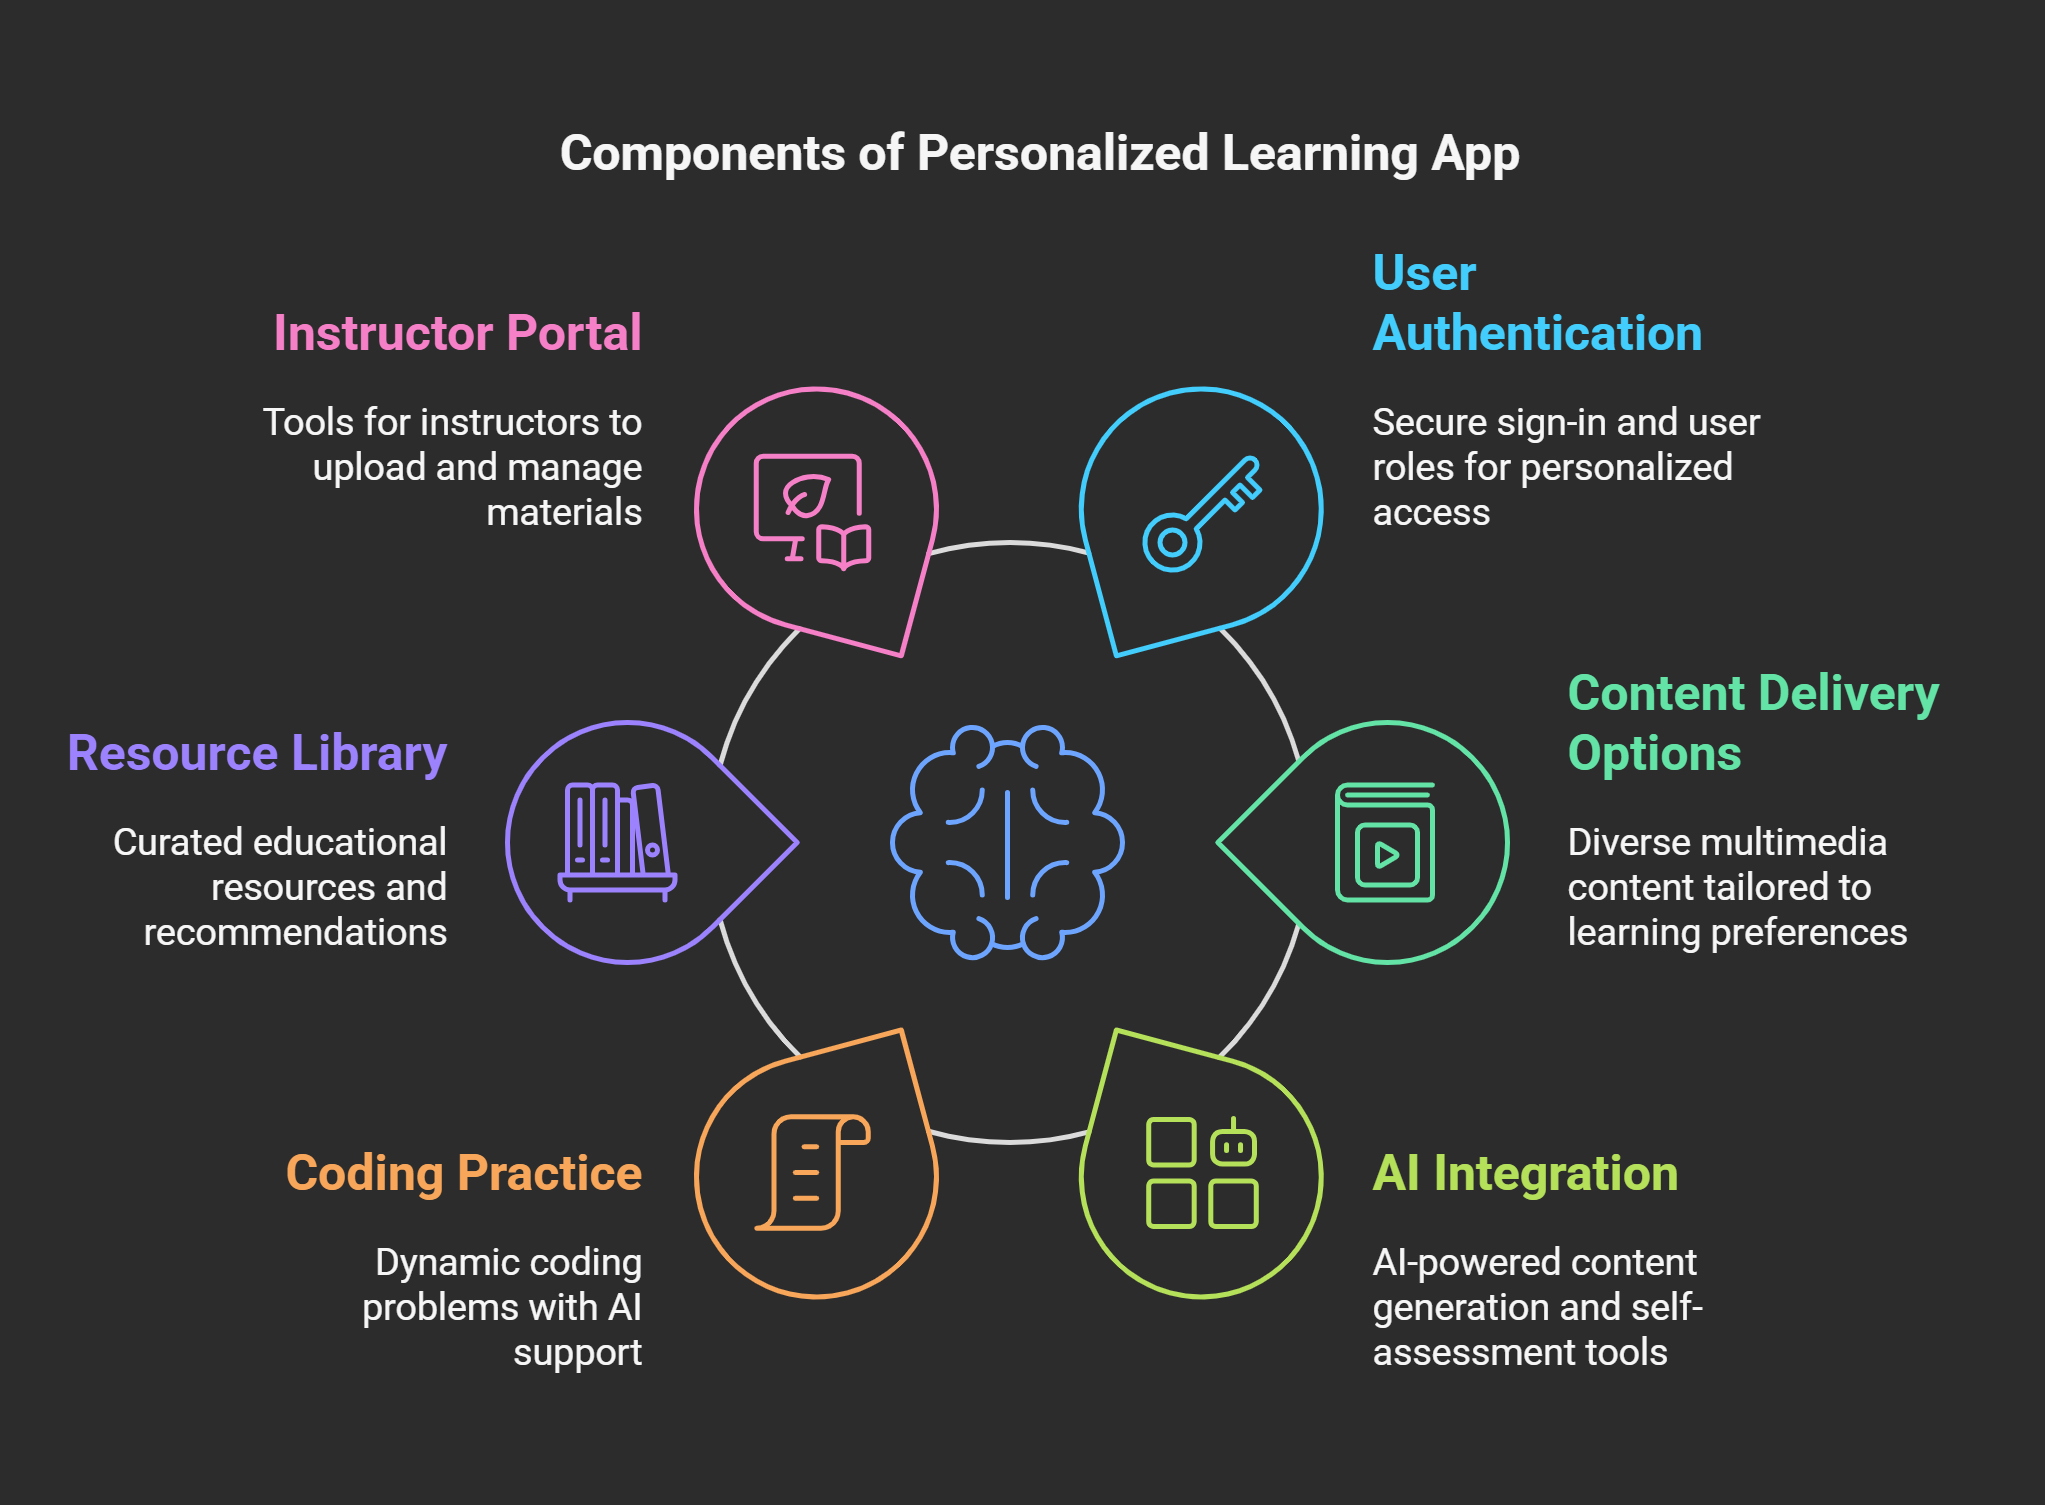 Components of Personalized Learning App
Instructor Portal
Tools for instructors to
upload and manage
materials
User
Authentication
Secure sign-in and user
roles for personalized
access
Resource Library
Curated educational
resources and
recommendations
Content Delivery
Options
Diverse multimedia
content tailored to
learning preferences
Coding Practice
Dynamic coding
problems with AI
support
AI Integration
AI-powered content
generation and self-
assessment tools